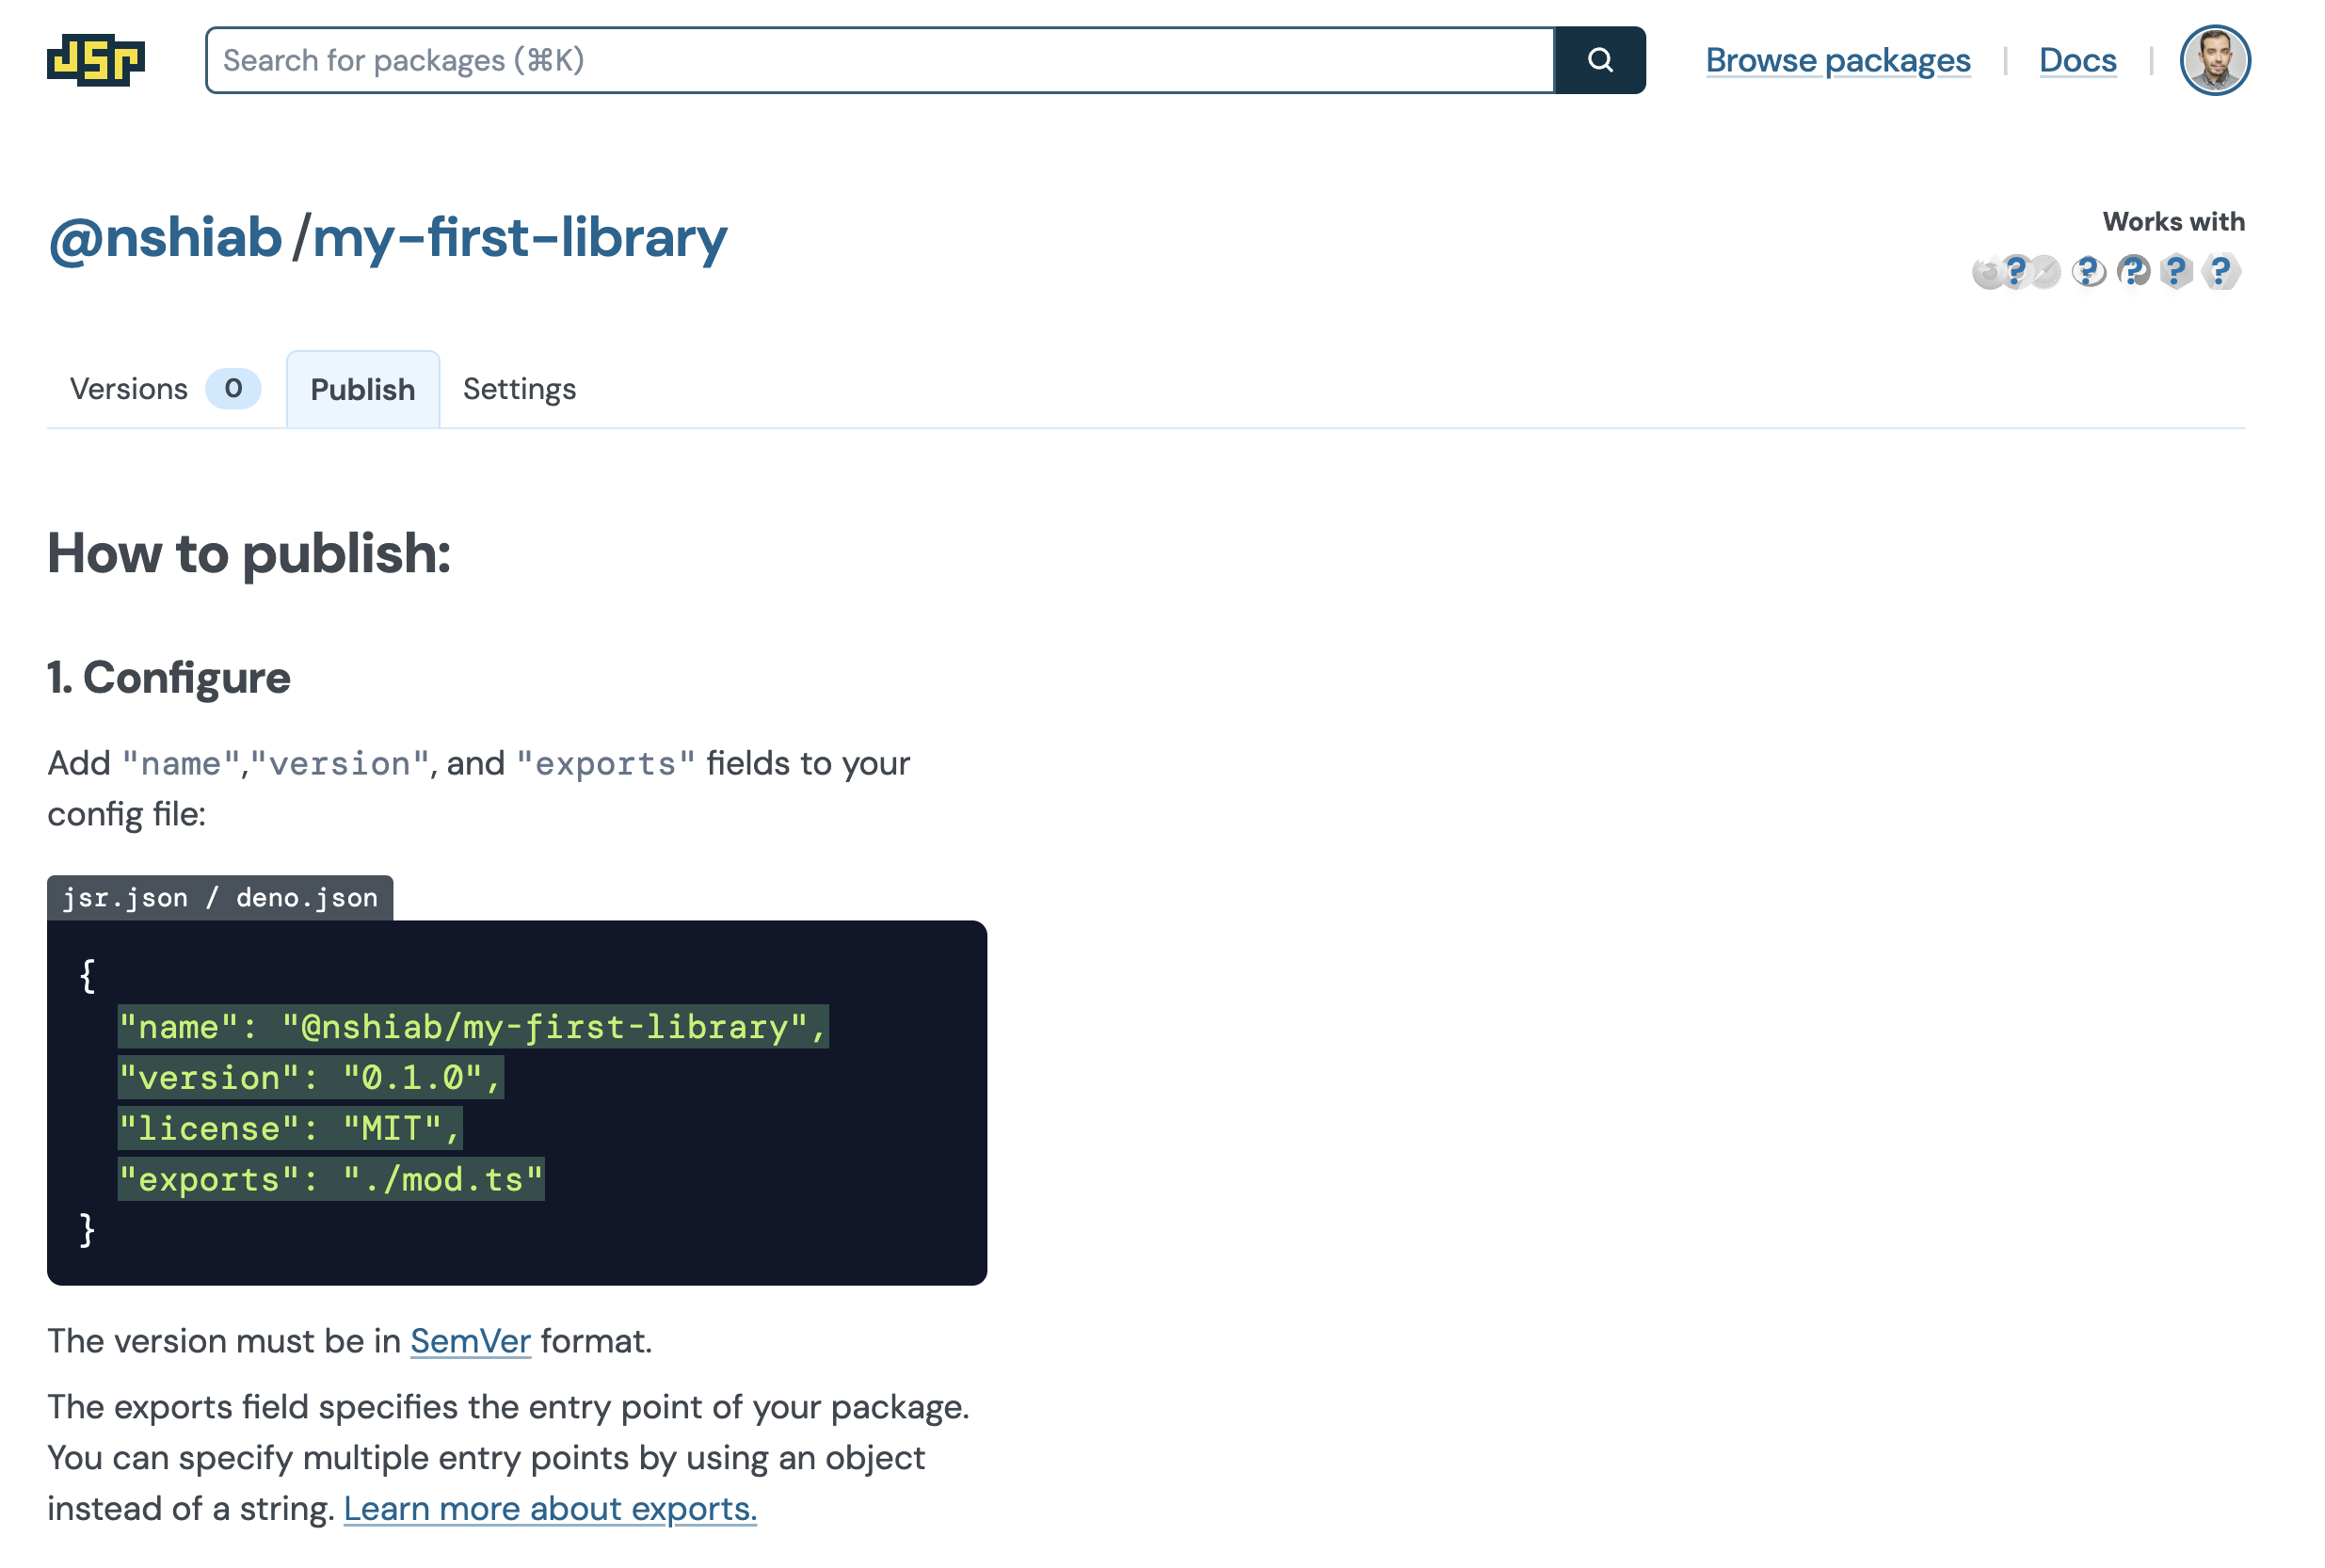 JSR
Search for packages (⌘K)
Browse packages | Docs |
@nshiab/my-first-library
Works with
? ? ? ? ?
Versions 0 Publish Settings
How to publish:
1. Configure
Add "name","version", and "exports" fields to your
config file:
jsr.json / deno.json
{
"name": "@nshiab/my-first-library",
"version": "0.1.0",
"license": "MIT",
"exports": "./mod.ts"
}
The version must be in SemVer format.
The exports field specifies the entry point of your package.
You can specify multiple entry points by using an object
instead of a string. Learn more about exports.